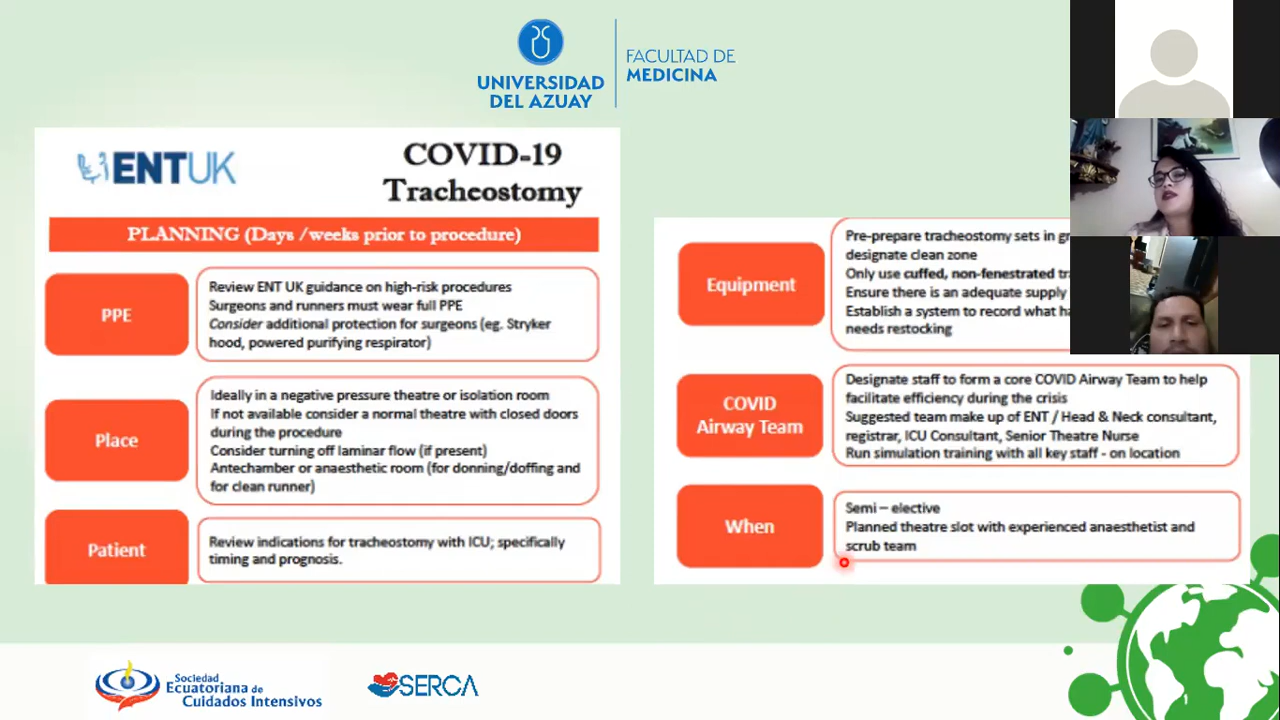 UNIVERSIDAD
DEL AZUAY
FACULTAD DE
MEDICINA
ENTUK
COVID-19
Tracheostomy
PLANNING (Days /weeks prior to procedure)
PPE
Review ENT UK guidance on high-risk procedures
Surgeons and runners must wear full PPE
Consider additional protection for surgeons (eg. Stryker
hood, powered purifying respirator)
Place
Ideally in a negative pressure theatre or isolation room
If not available consider a normal theatre with closed doors
during the procedure
Consider turning off laminar flow (if present)
Antechamber or anaesthetic room (for donning/doffing and
for clean runner)
Patient
Review indications for tracheostomy with ICU; specifically
timing and prognosis.
Equipment
Pre-prepare tracheostomy sets in
designate clean zone
Only use cuffed, non-fenestrated
Ensure there is an adequate supply
Establish a system to record what
needs restocking
COVID
Airway Team
Designate staff to form a core COVID Airway Team to help
facilitate efficiency during the crisis
Suggested team make up of ENT / Head & Neck consultant,
registrar, ICU Consultant, Senior Theatre Nurse
Run simulation training with all key staff - on location
When
Semi – elective
Planned theatre slot with experienced anaesthetist and
scrub team
Sociedad
Ecuatoriana de
Cuidados Intensivos
SERCA